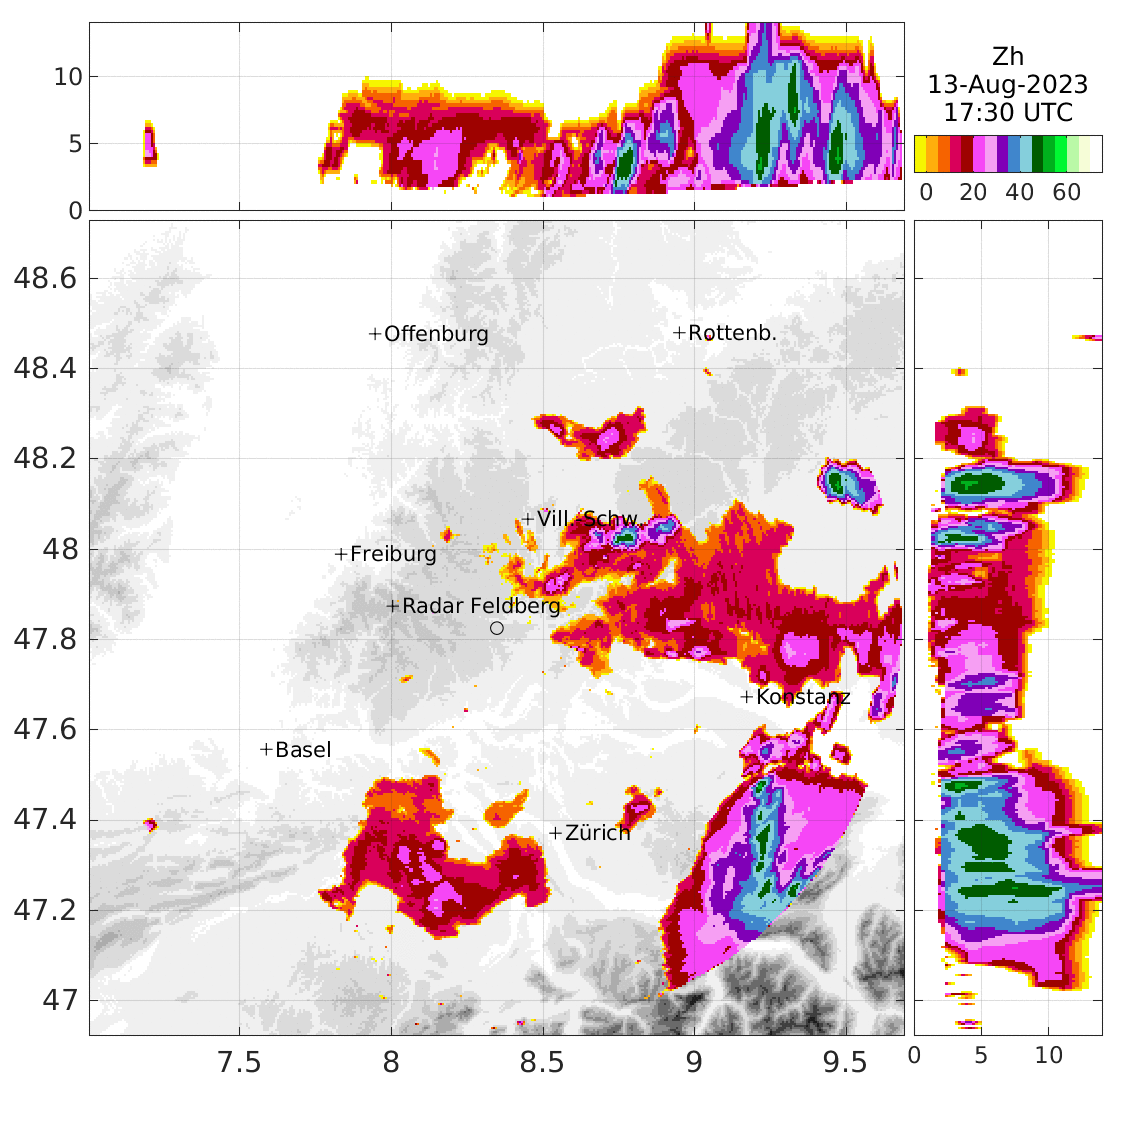 10
5
0
Zh
13-Aug-2023
17:30 UTC
0 20 40 60
48.6
48.4
48.2
48
47.8
47.6
47.4
47.2
47
+Offenburg
+Rottenb.
+Vill.-Schw.
+Freiburg
+Radar Feldberg
+Konstanz
+Basel
+Zürich
7.5 8 8.5 9 9.5
0 5 10